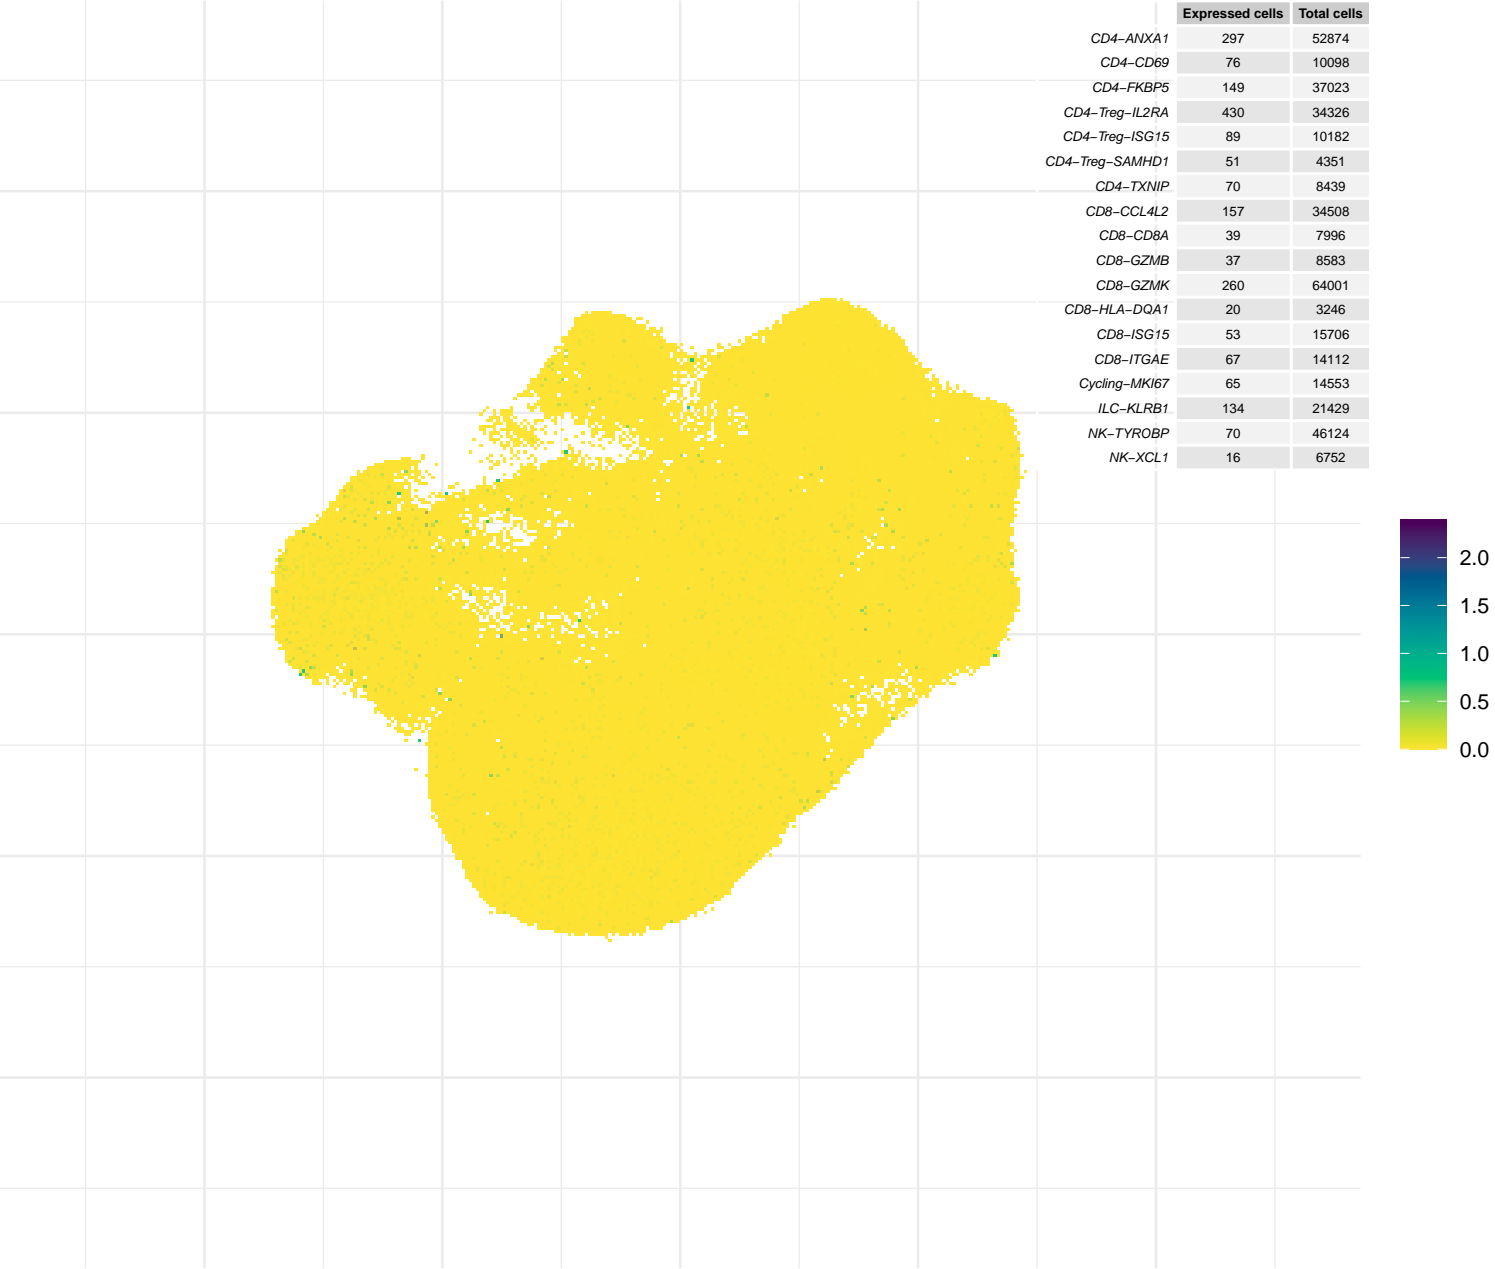 Expressed cells Total cells
CD4−ANXA1 297 52874
CD4−CD69 76 10098
CD4−FKBP5 149 37023
CD4−Treg−IL2RA 430 34326
CD4−Treg−ISG15 89 10182
CD4−Treg−SAMHD1 51 4351
CD4−TXNIP 70 8439
CD8−CCL4L2 157 34508
CD8−CD8A 39 7996
CD8−GZMB 37 8583
CD8−GZMK 260 64001
CD8−HLA−DQA1 20 3246
CD8−ISG15 53 15706
CD8−ITGAE 67 14112
Cycling−MKI67 65 14553
ILC−KLRB1 134 21429
NK−TYROBP 70 46124
NK−XCL1 16 6752
2.0
1.5
1.0
0.5
0.0